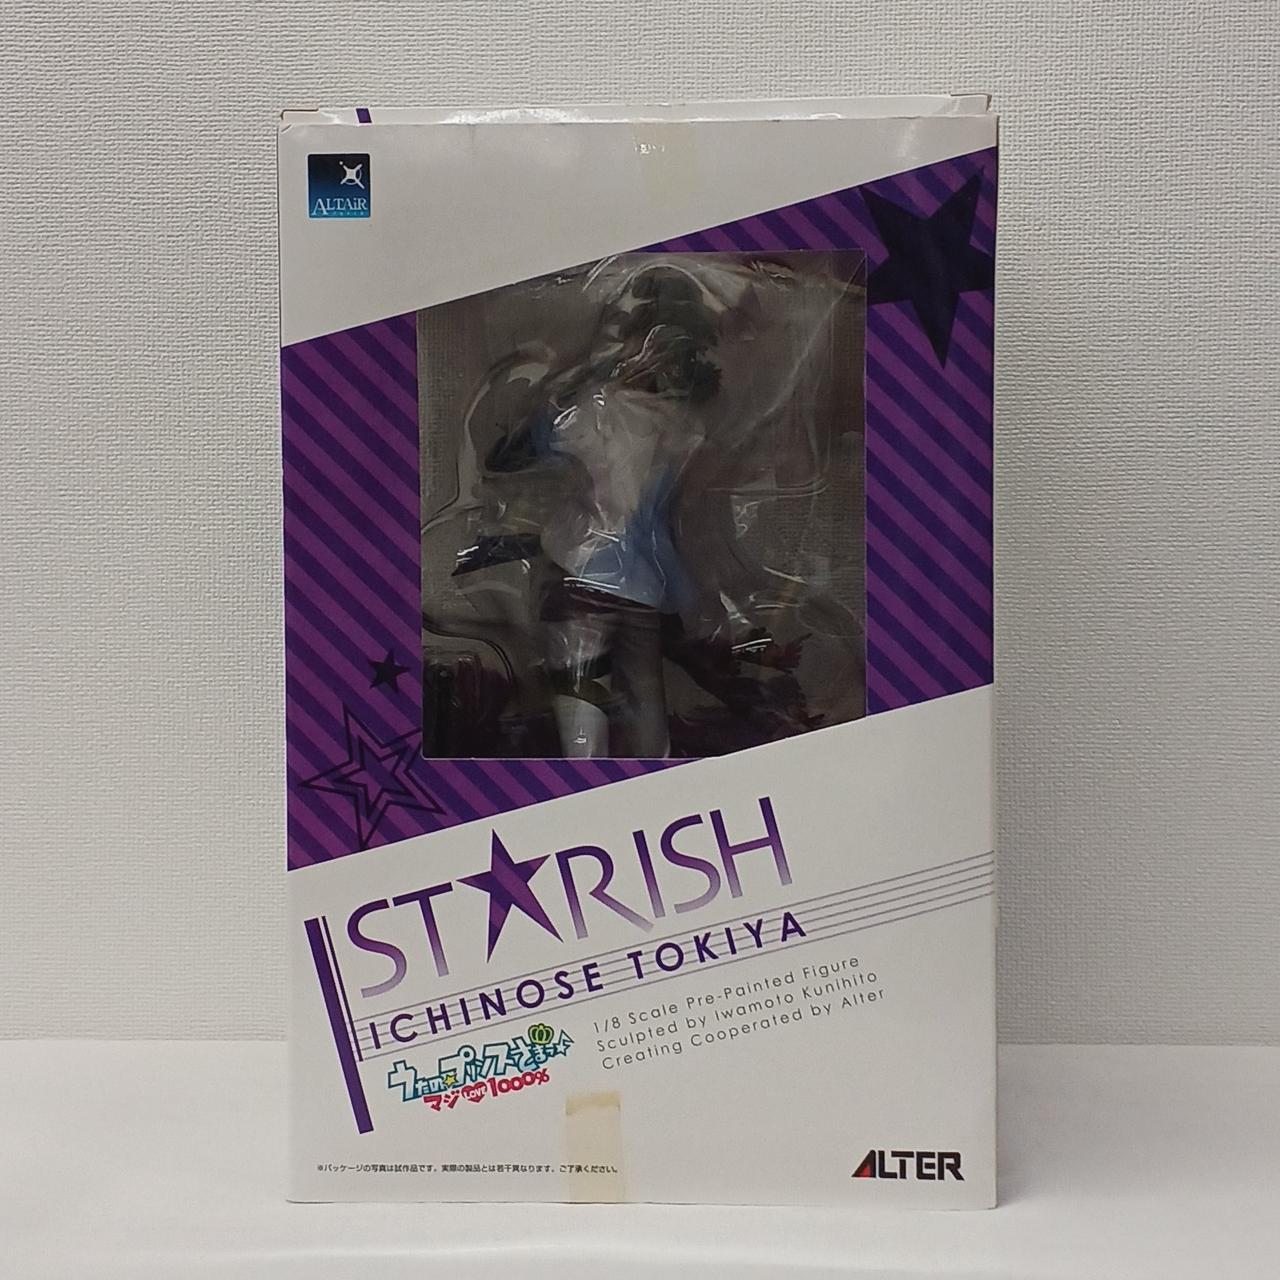 ALTAiR
ST★RISH
ICHINOSE TOKIYA
1/8 Scale Pre-Painted Figure
Sculpted by Iwamoto Kunihito
Creating Cooperated by Alter
うたの☆プリンスさまっ♪
マジLOVE1000%
※パッケージの写真は試作品です。実際の製品とは若干異なります。ご了承ください。
ALTER